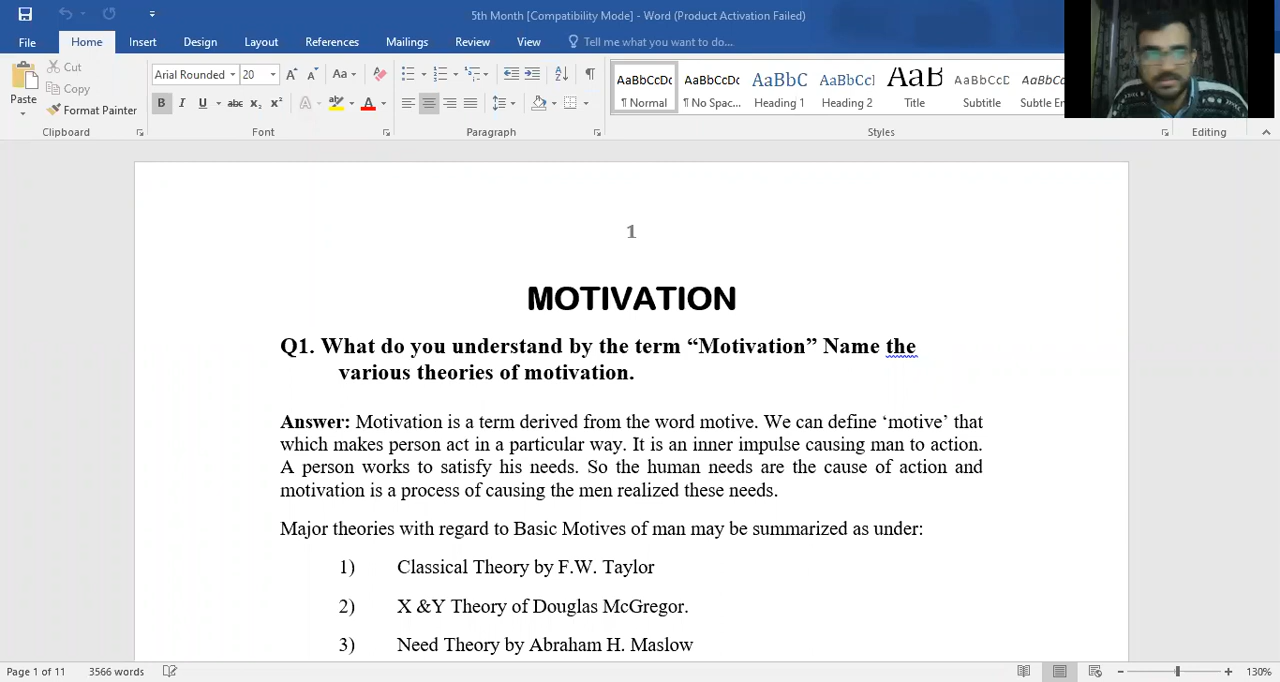 5th Month [Compatibility Mode] - Word (Product Activation Failed)
File Home Insert Design Layout References Mailings Review View Tell me what you want to do...
Paste
Cut
Copy
Format Painter
Arial Rounded 20
AaBbCcDc AaBbCcDc AaBbC AaBbCcI AaB AaBbCcD AaBbCcD
¶ Normal ¶ No Spac... Heading 1 Heading 2 Title Subtitle Subtle Em
Clipboard Font Paragraph Styles Editing
1
MOTIVATION
Q1. What do you understand by the term “Motivation” Name the
various theories of motivation.
Answer: Motivation is a term derived from the word motive. We can define ‘motive’ that
which makes person act in a particular way. It is an inner impulse causing man to action.
A person works to satisfy his needs. So the human needs are the cause of action and
motivation is a process of causing the men realized these needs.
Major theories with regard to Basic Motives of man may be summarized as under:
1) Classical Theory by F.W. Taylor
2) X &Y Theory of Douglas McGregor.
3) Need Theory by Abraham H. Maslow
Page 1 of 11 3566 words 130%